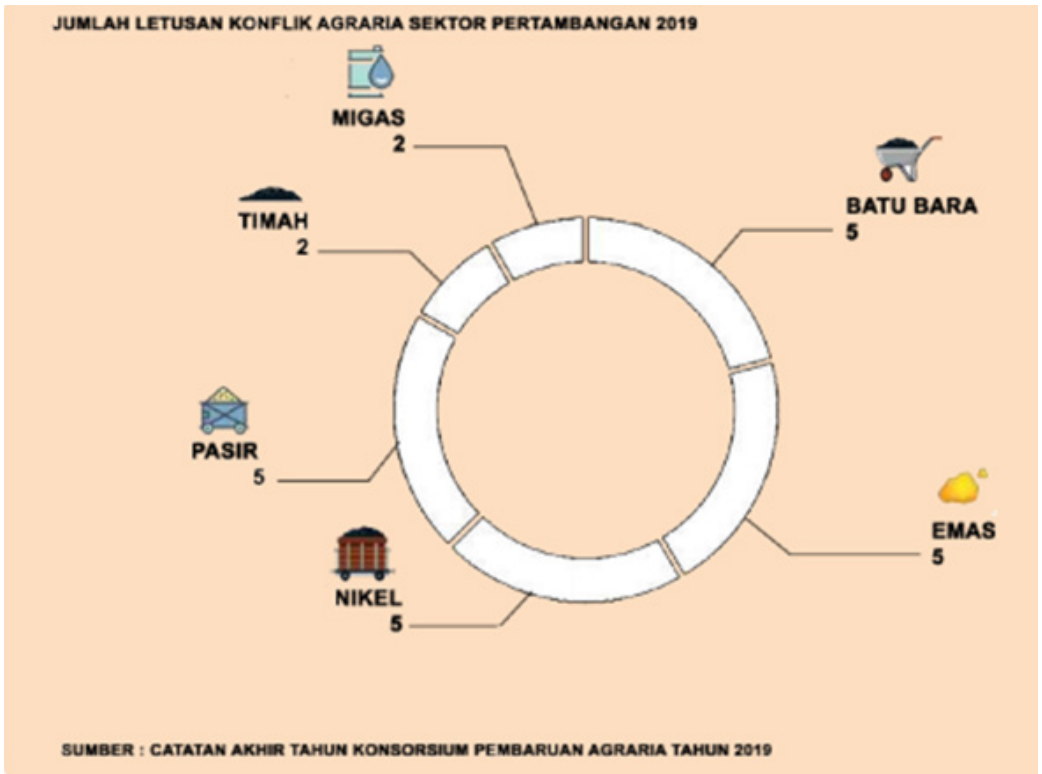 JUMLAH LETUSAN KONFLIK AGRARIA SEKTOR PERTAMBANGAN 2019
MIGAS
2
BATU BARA
5
TIMAH
2
PASIR
5
EMAS
5
NIKEL
5
SUMBER : CATATAN AKHIR TAHUN KONSORSIUM PEMBARUAN AGRARIA TAHUN 2019